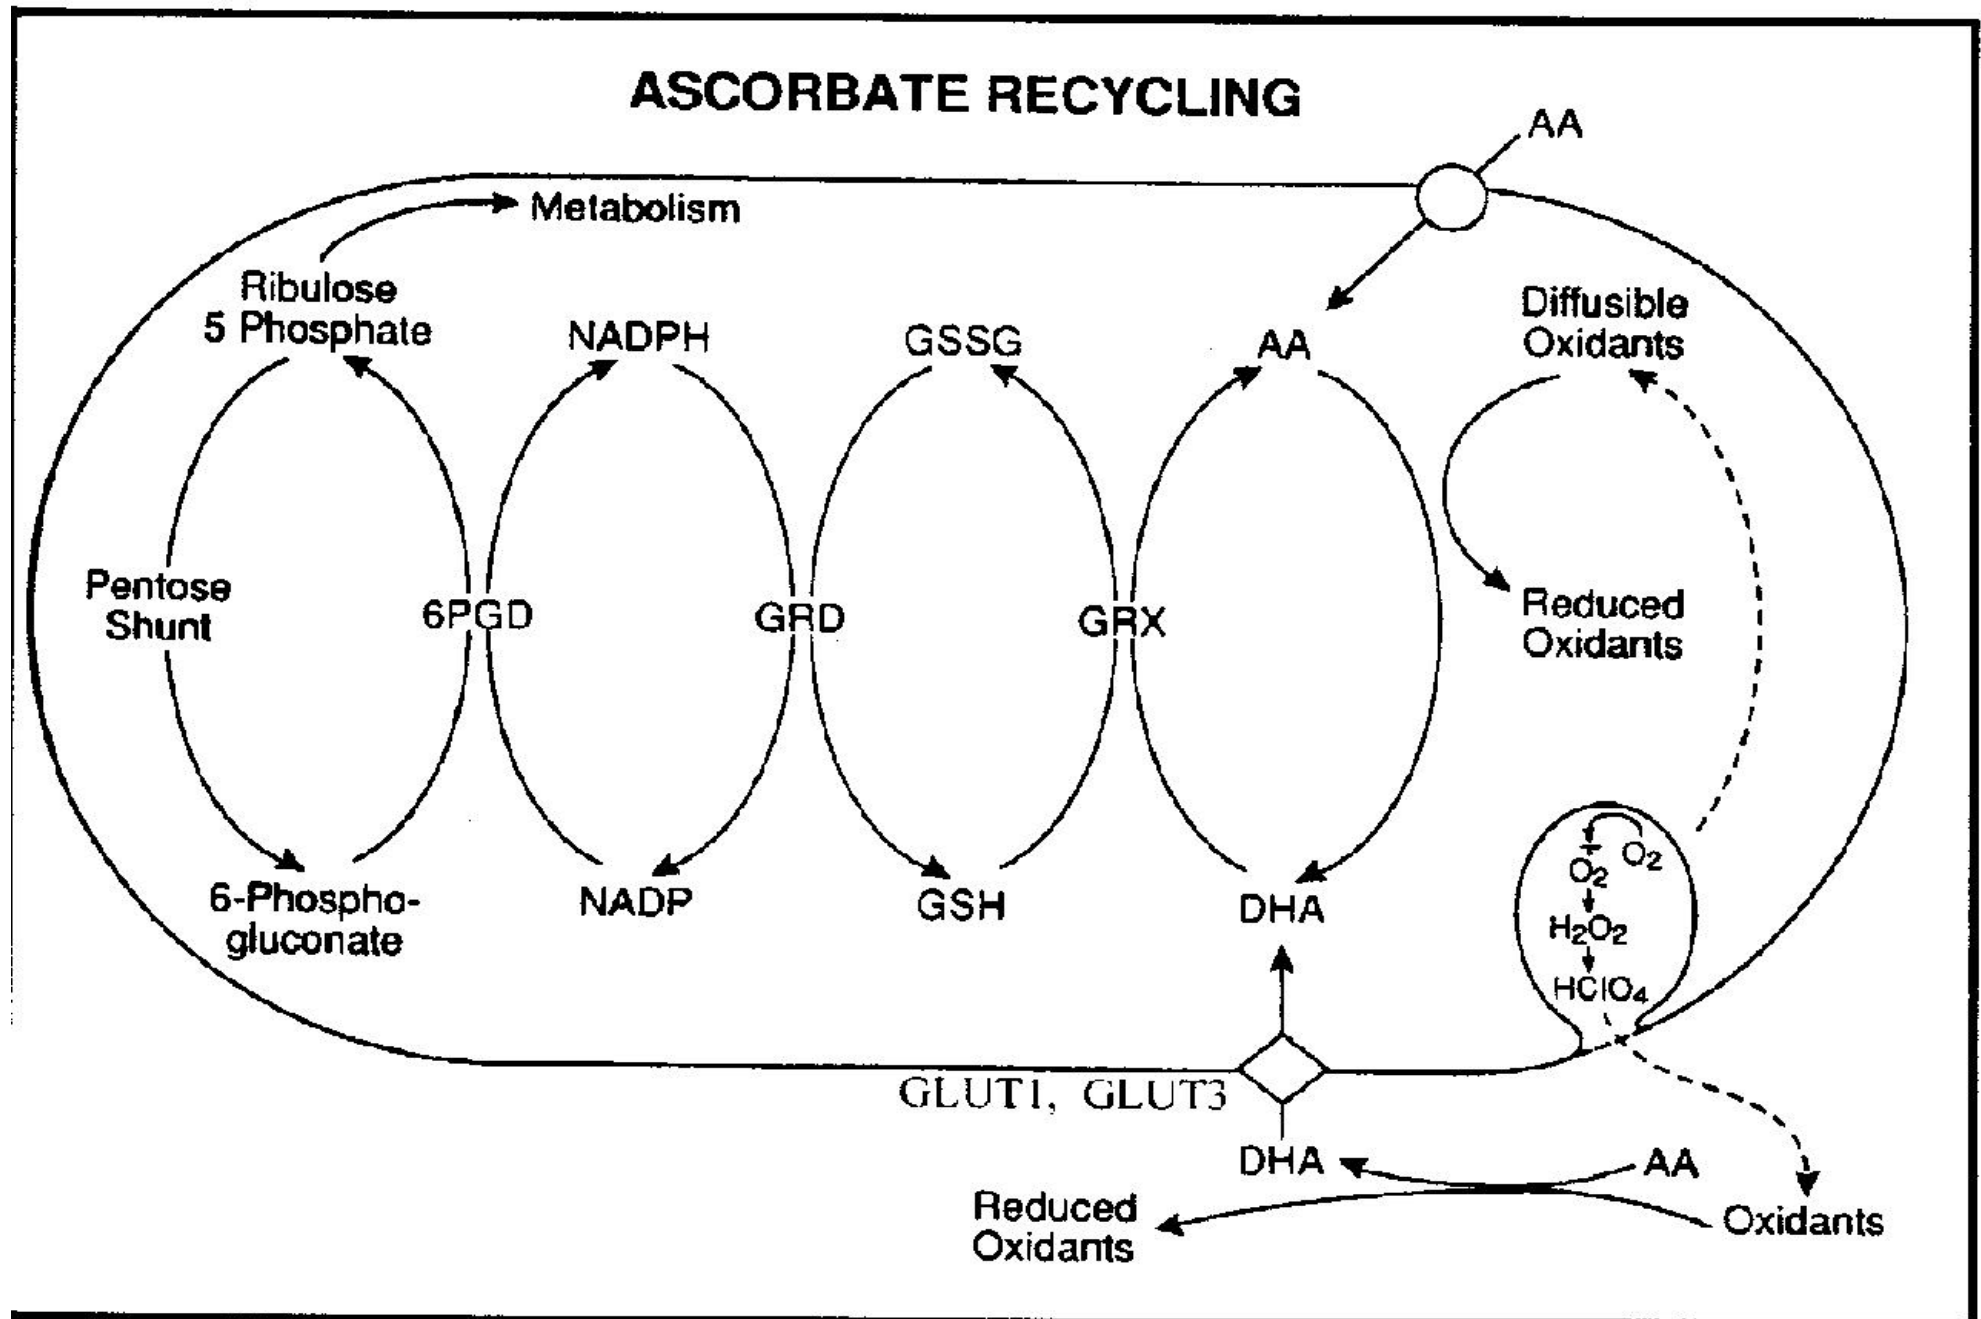 ASCORBATE RECYCLING
AA
Metabolism
Ribulose
5 Phosphate
NADPH
GSSG
AA
Diffusible
Oxidants
Pentose
Shunt
6PGD
GRD
GRX
Reduced
Oxidants
O2
O2
H2O2
HClO4
6-Phospho-
gluconate
NADP
GSH
DHA
GLUT1, GLUT3
DHA
AA
Reduced
Oxidants
Oxidants